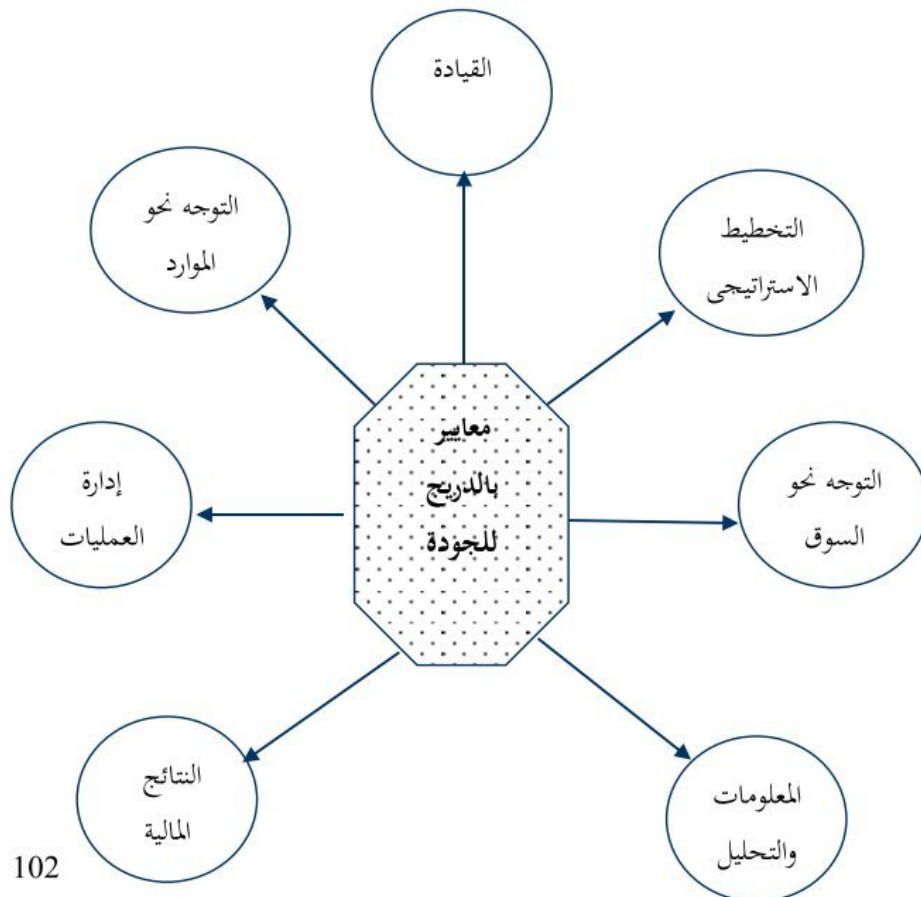 القيادة
التخطيط
الاستراتيجى
التوجه نحو
السوق
المعلومات
والتحليل
النتائج
المالية
إدارة
العمليات
التوجه نحو
الموارد
معايير
بالدريج
للجودة
102